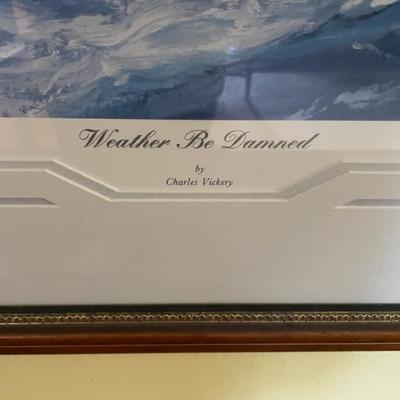 Weather Be Damned
by
Charles Vickery